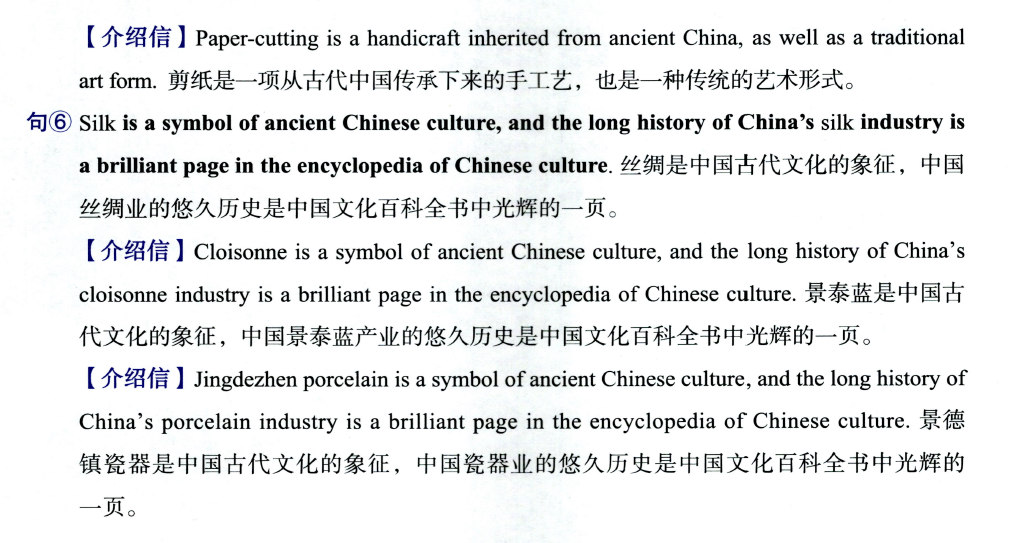 【介绍信】Paper-cutting is a handicraft inherited from ancient China, as well as a traditional
art form. 剪纸是一项从古代中国传承下来的手工艺，也是一种传统的艺术形式。
句⑥ Silk is a symbol of ancient Chinese culture, and the long history of China's silk industry is
a brilliant page in the encyclopedia of Chinese culture. 丝绸是中国古代文化的象征，中国
丝绸业的悠久历史是中国文化百科全书中光辉的一页。
【介绍信】Cloisonne is a symbol of ancient Chinese culture, and the long history of China's
cloisonne industry is a brilliant page in the encyclopedia of Chinese culture. 景泰蓝是中国古
代文化的象征，中国景泰蓝产业的悠久历史是中国文化百科全书中光辉的一页。
【介绍信】Jingdezhen porcelain is a symbol of ancient Chinese culture, and the long history of
China's porcelain industry is a brilliant page in the encyclopedia of Chinese culture. 景德
镇瓷器是中国古代文化的象征，中国瓷器业的悠久历史是中国文化百科全书中光辉的
一页。